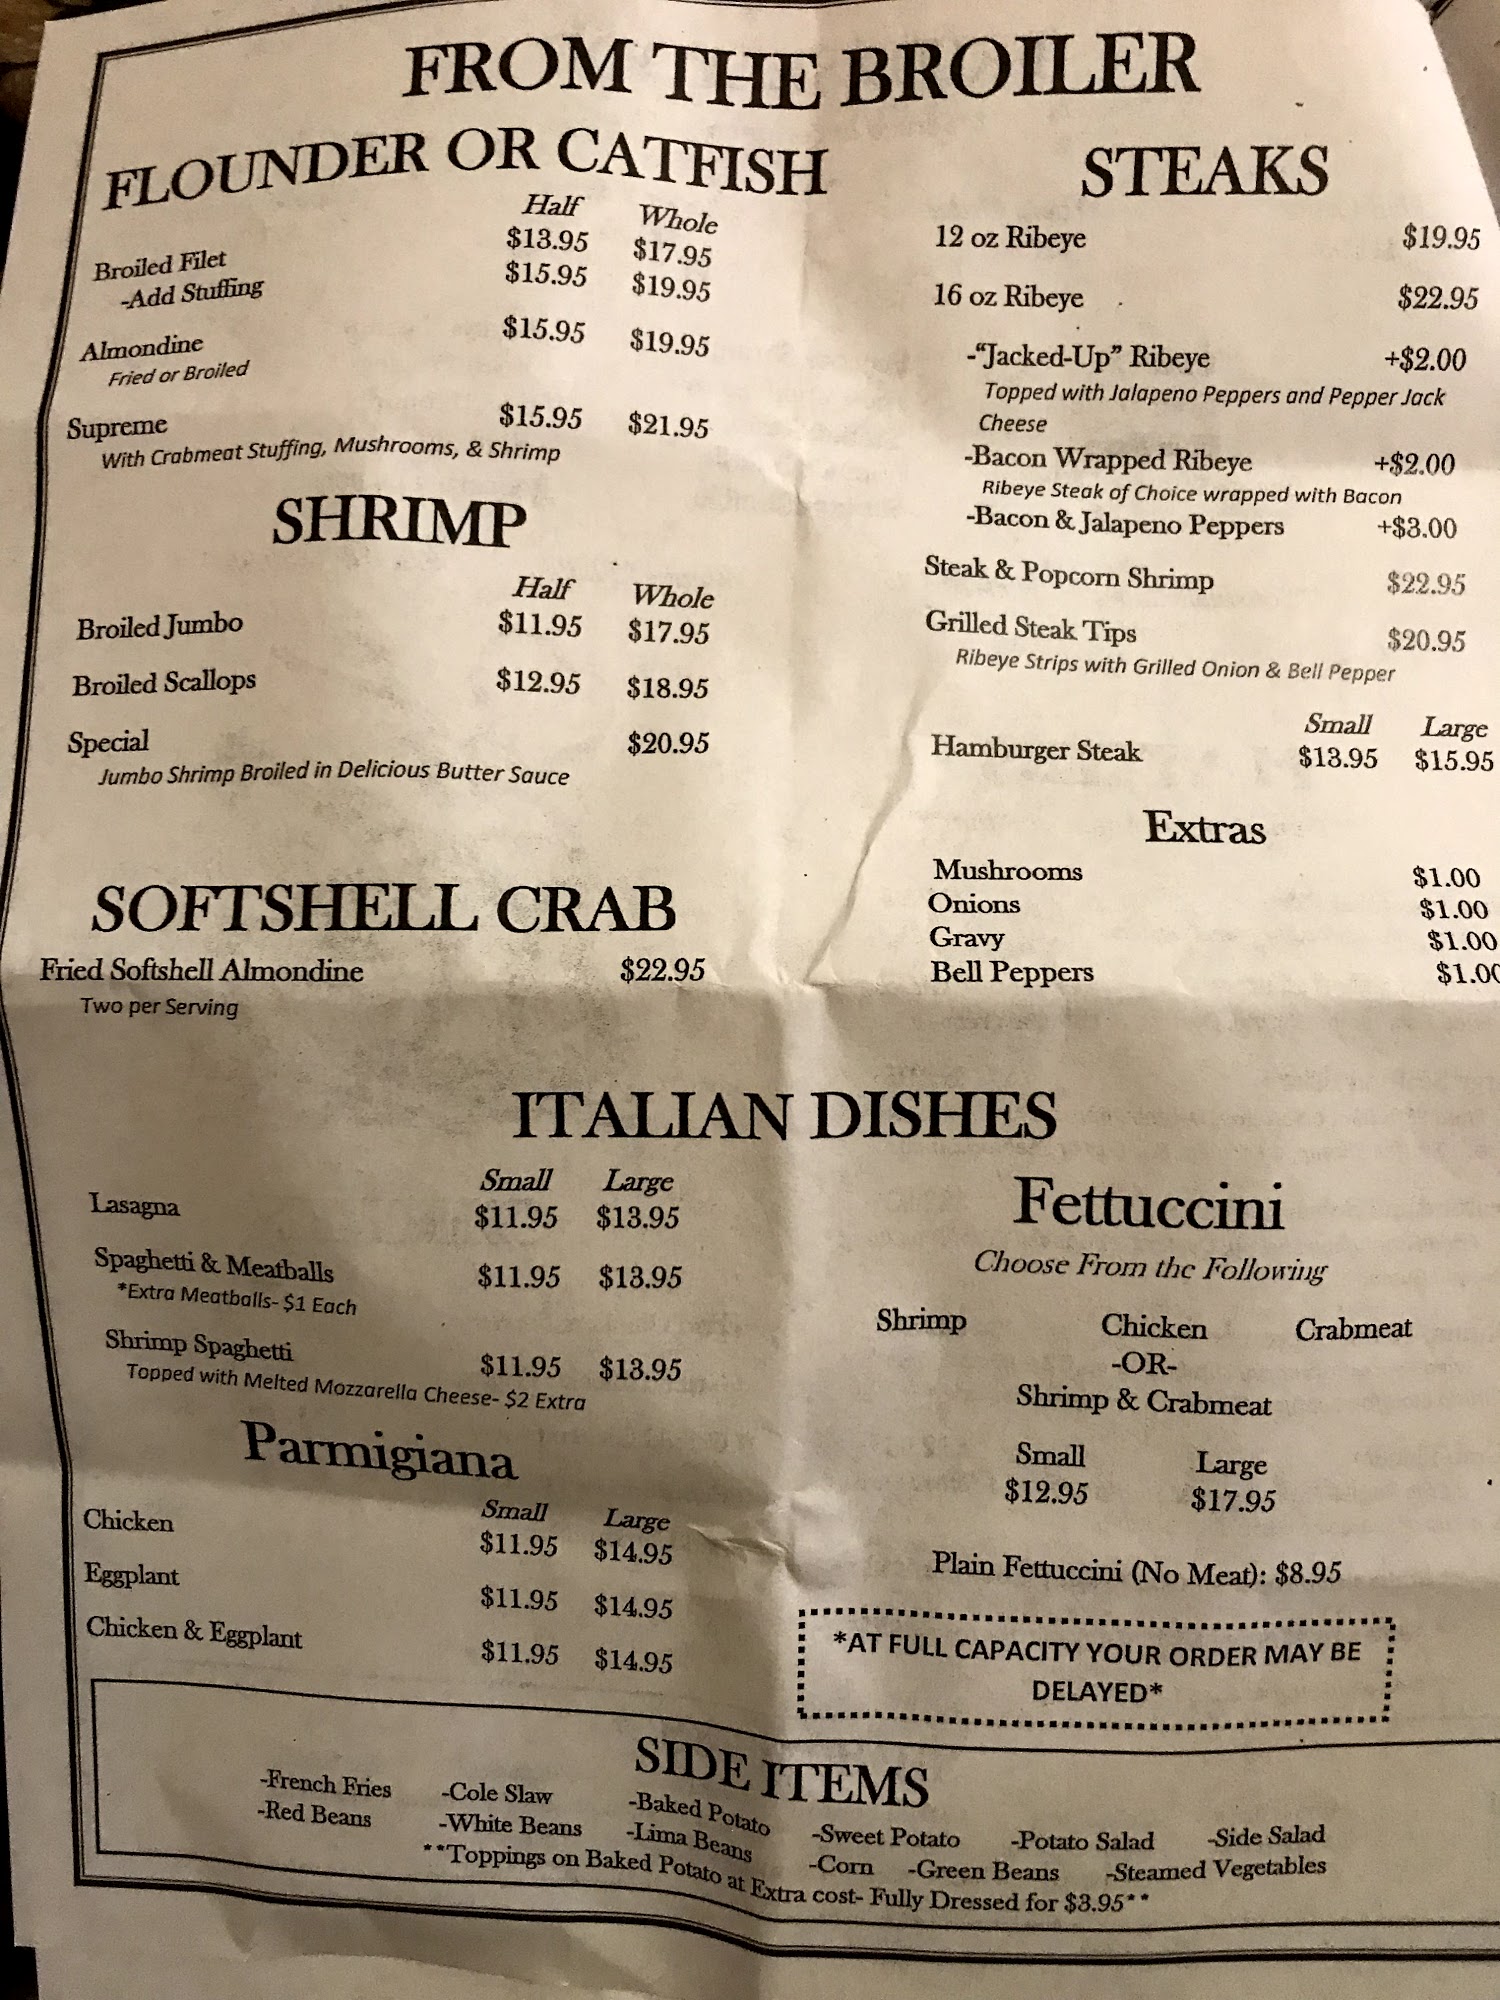 FROM THE BROILER
FLOUNDER OR CATFISH
Half Whole
Broiled Filet $13.95 $17.95
-Add Stuffing $15.95 $19.95
Almondine $15.95 $19.95
Fried or Broiled
Supreme $15.95 $21.95
With Crabmeat Stuffing, Mushrooms, & Shrimp
SHRIMP
Half Whole
Broiled Jumbo $11.95 $17.95
Broiled Scallops $12.95 $18.95
Special $20.95
Jumbo Shrimp Broiled in Delicious Butter Sauce
SOFTSHELL CRAB
Fried Softshell Almondine $22.95
Two per Serving
STEAKS
12 oz Ribeye $19.95
16 oz Ribeye $22.95
-“Jacked-Up” Ribeye +$2.00
Topped with Jalapeno Peppers and Pepper Jack
Cheese
-Bacon Wrapped Ribeye +$2.00
Ribeye Steak of Choice wrapped with Bacon
-Bacon & Jalapeno Peppers +$3.00
Steak & Popcorn Shrimp $22.95
Grilled Steak Tips $20.95
Ribeye Strips with Grilled Onion & Bell Pepper
Small Large
Hamburger Steak $13.95 $15.95
Extras
Mushrooms $1.00
Onions $1.00
Gravy $1.00
Bell Peppers $1.00
ITALIAN DISHES
Small Large
Lasagna $11.95 $13.95
Spaghetti & Meatballs $11.95 $13.95
*Extra Meatballs- $1 Each
Shrimp Spaghetti $11.95 $13.95
Topped with Melted Mozzarella Cheese- $2 Extra
Parmigiana
Small Large
Chicken $11.95 $14.95
Eggplant $11.95 $14.95
Chicken & Eggplant $11.95 $14.95
Fettuccini
Choose From the Following
Shrimp Chicken Crabmeat
-OR-
Shrimp & Crabmeat
Small Large
$12.95 $17.95
Plain Fettuccini (No Meat): $8.95
*AT FULL CAPACITY YOUR ORDER MAY BE
DELAYED*
SIDE ITEMS
-French Fries -Cole Slaw -Baked Potato -Sweet Potato -Potato Salad -Side Salad
-Red Beans -White Beans -Lima Beans -Corn -Green Beans -Steamed Vegetables
**Toppings on Baked Potato at Extra cost- Fully Dressed for $3.95**